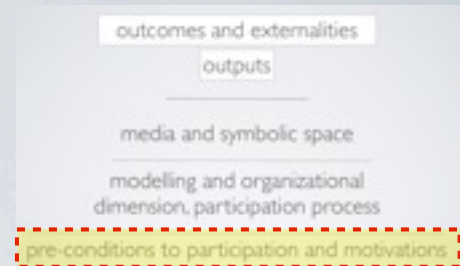 outcomes and externalities
outputs
media and symbolic space
modelling and organizational
dimension, participation process
pre-conditions to participation and motivations